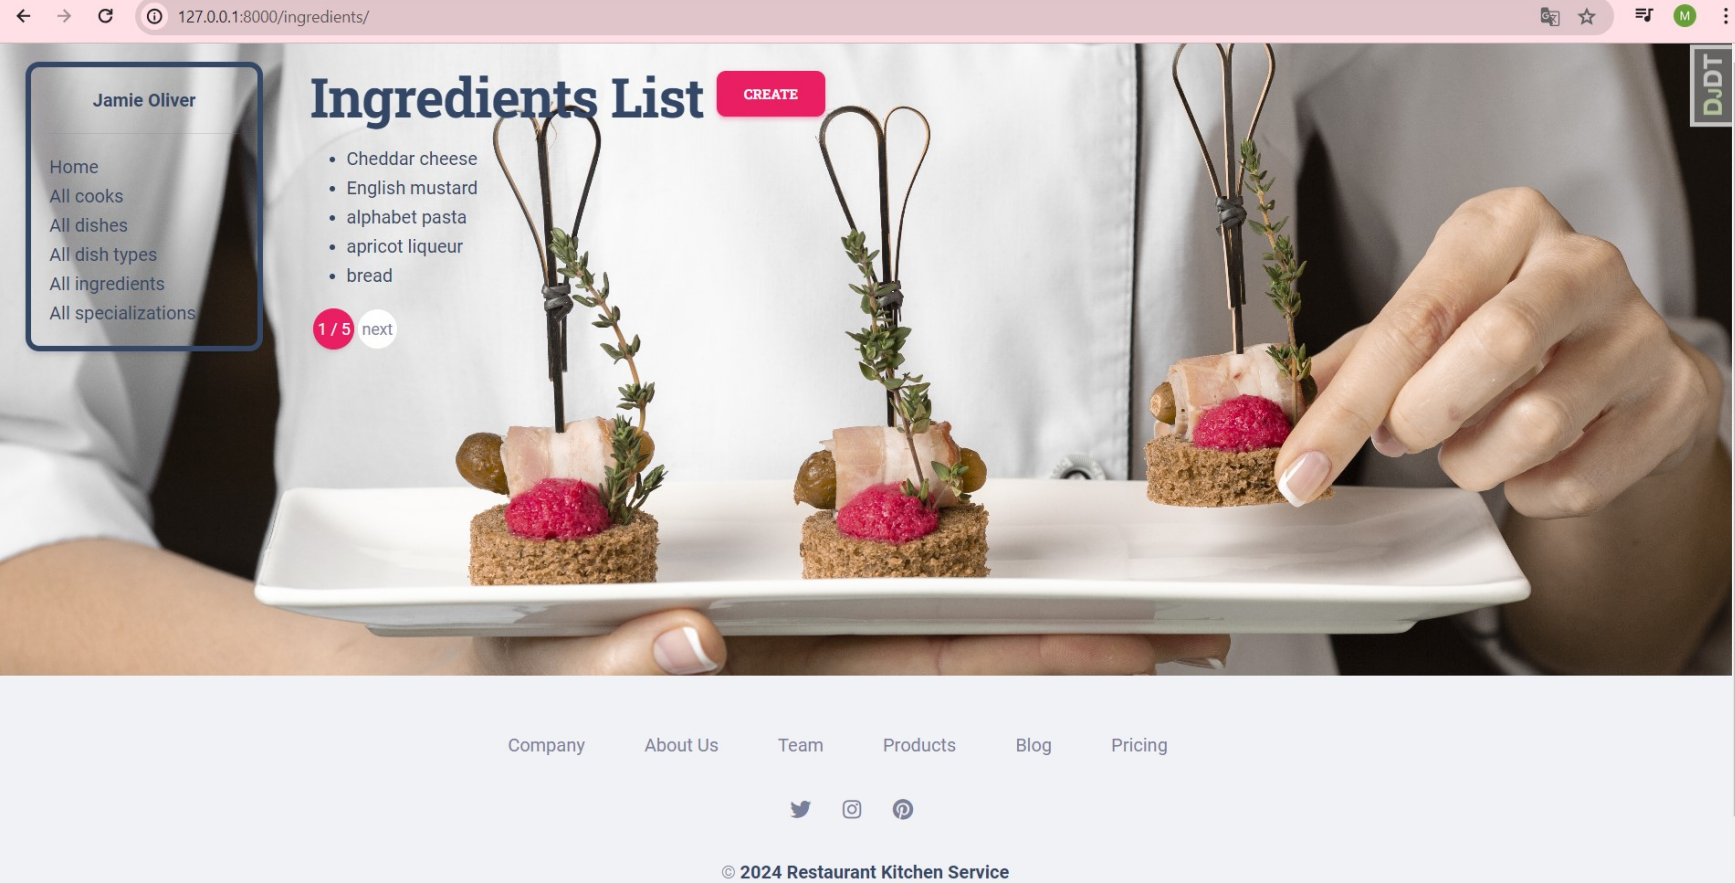 127.0.0.1:8000/ingredients/
M
DJDT
Jamie Oliver
Home
All cooks
All dishes
All dish types
All ingredients
All specializations
Ingredients List
CREATE
Cheddar cheese
English mustard
alphabet pasta
apricot liqueur
bread
1 / 5 next
Company About Us Team Products Blog Pricing
© 2024 Restaurant Kitchen Service